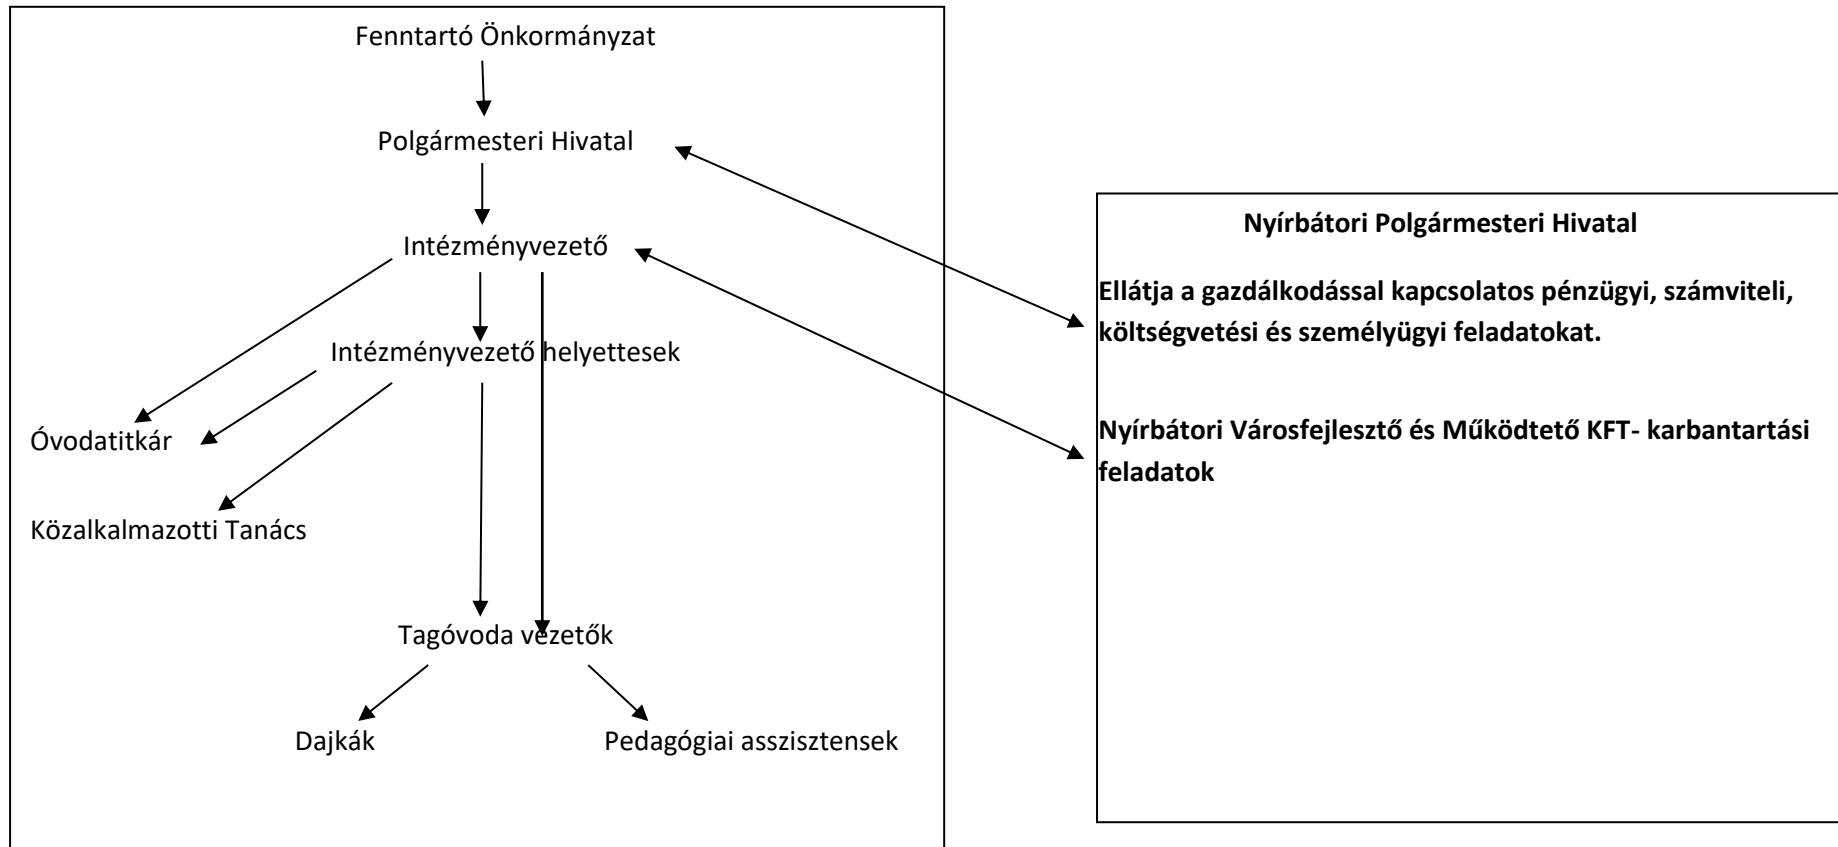 Fenntartó Önkormányzat
Polgármesteri Hivatal
Intézményvezető
Intézményvezető helyettesek
Óvodatitkár
Közalkalmazotti Tanács
Tagóvoda vezetők
Dajkák
Pedagógiai asszisztensek
Nyírbátori Polgármesteri Hivatal
Ellátja a gazdálkodással kapcsolatos pénzügyi, számviteli,
költségvetési és személyügyi feladatokat.
Nyírbátori Városfejlesztő és Működtető KFT- karbantartási
feladatok